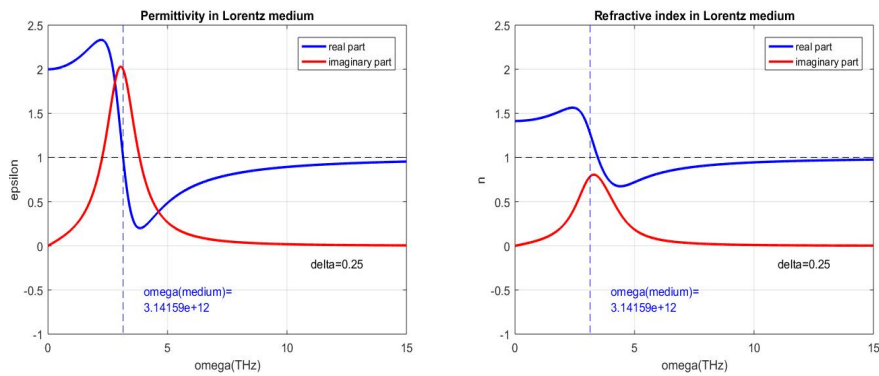 Permittivity in Lorentz medium
2.5
2
1.5
1
0.5
0
-0.5
-1
epsilon
real part
imaginary part
delta=0.25
omega(medium)=
3.14159e+12
0 5 10 15
omega(THz)
Refractive index in Lorentz medium
2.5
2
1.5
1
0.5
0
-0.5
-1
n
real part
imaginary part
delta=0.25
omega(medium)=
3.14159e+12
0 5 10 15
omega(THz)